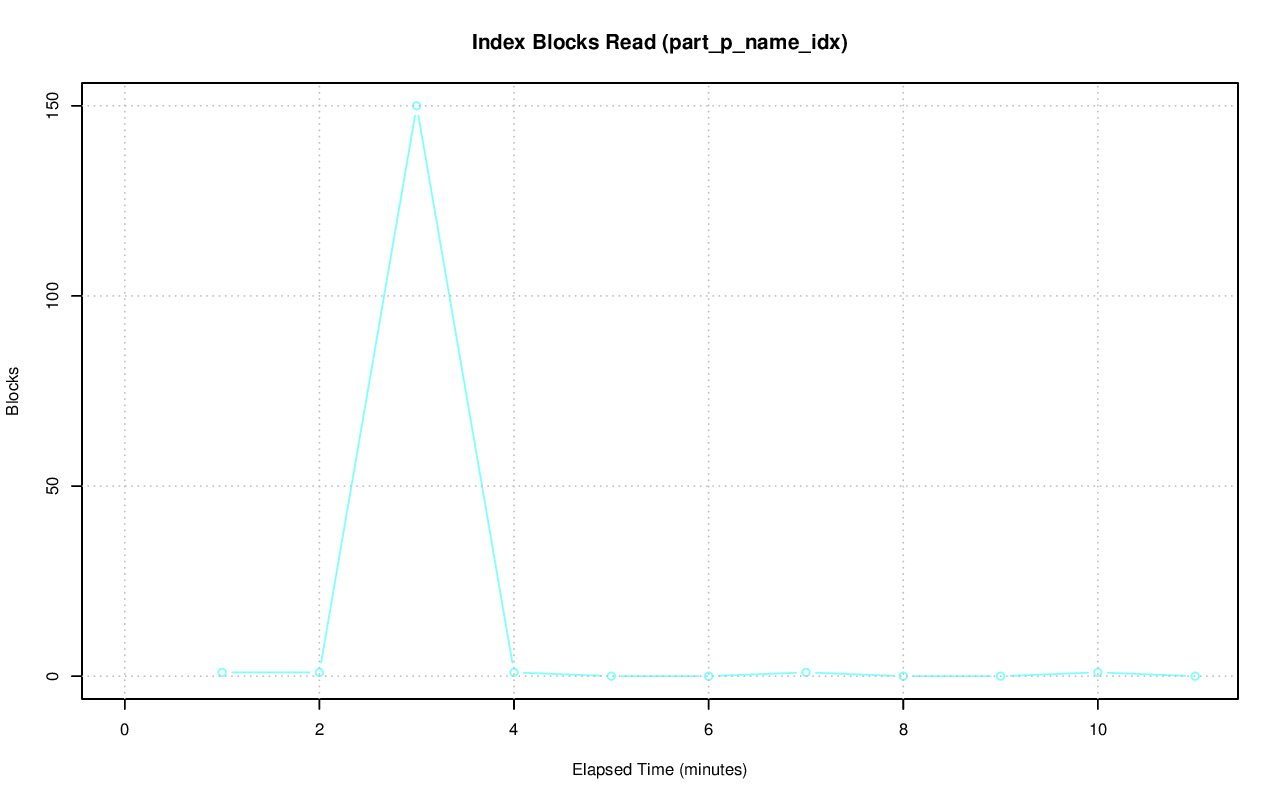 Index Blocks Read (part_p_name_idx)
150
100
50
0
Blocks
0 2 4 6 8 10
Elapsed Time (minutes)